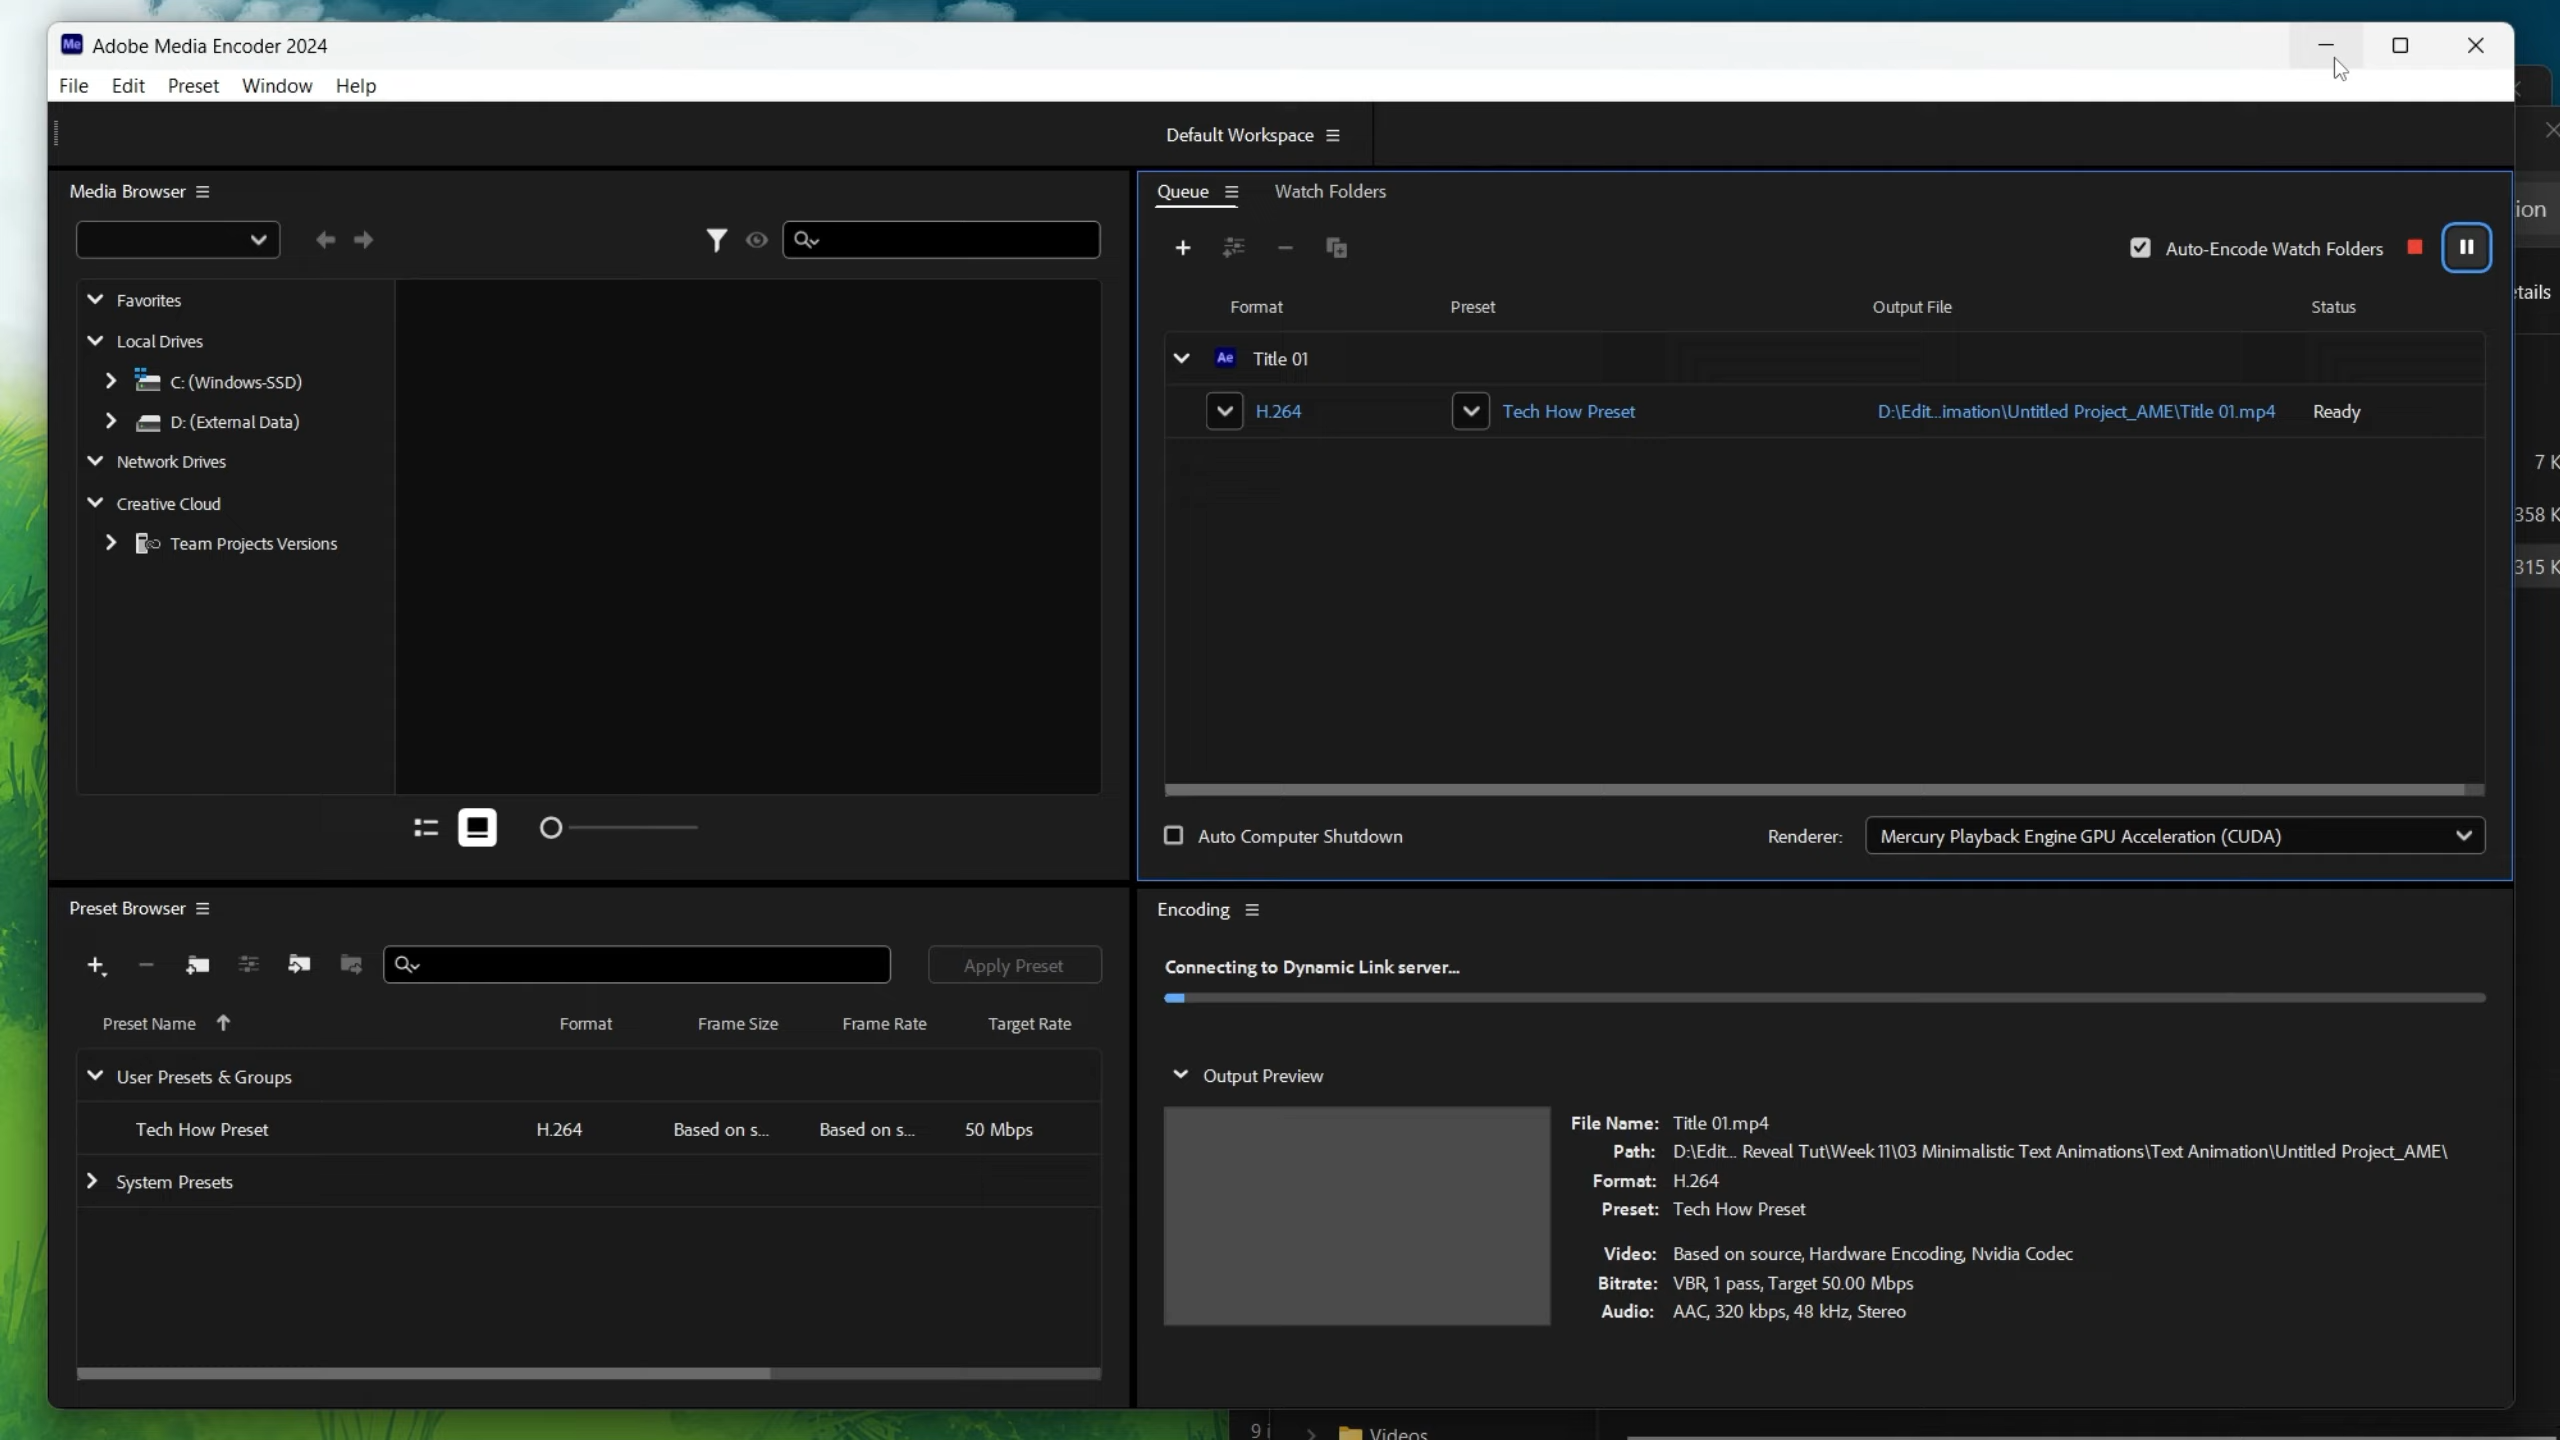 Me Adobe Media Encoder 2024
File Edit Preset Window Help
Default Workspace
Media Browser
Favorites
Local Drives
C: (Windows-SSD)
D: (External Data)
Network Drives
Creative Cloud
Team Projects Versions
Queue Watch Folders
Auto-Encode Watch Folders
Format Preset Output File Status
Ae Title 01
H.264 Tech How Preset D:\Edit...imation\Untitled Project_AME\Title 01.mp4 Ready
Auto Computer Shutdown Renderer: Mercury Playback Engine GPU Acceleration (CUDA)
Preset Browser
Apply Preset
Preset Name Format Frame Size Frame Rate Target Rate
User Presets & Groups
Tech How Preset H.264 Based on s... Based on s... 50 Mbps
System Presets
Encoding
Connecting to Dynamic Link server...
Output Preview
File Name: Title 01.mp4
Path: D:\Edit... Reveal Tut\Week 11\03 Minimalistic Text Animations\Text Animation\Untitled Project_AME\
Format: H.264
Preset: Tech How Preset
Video: Based on source, Hardware Encoding, Nvidia Codec
Bitrate: VBR, 1 pass, Target 50.00 Mbps
Audio: AAC, 320 kbps, 48 kHz, Stereo
ion
tails
7 K
358 K
315 K
9 i
Videos